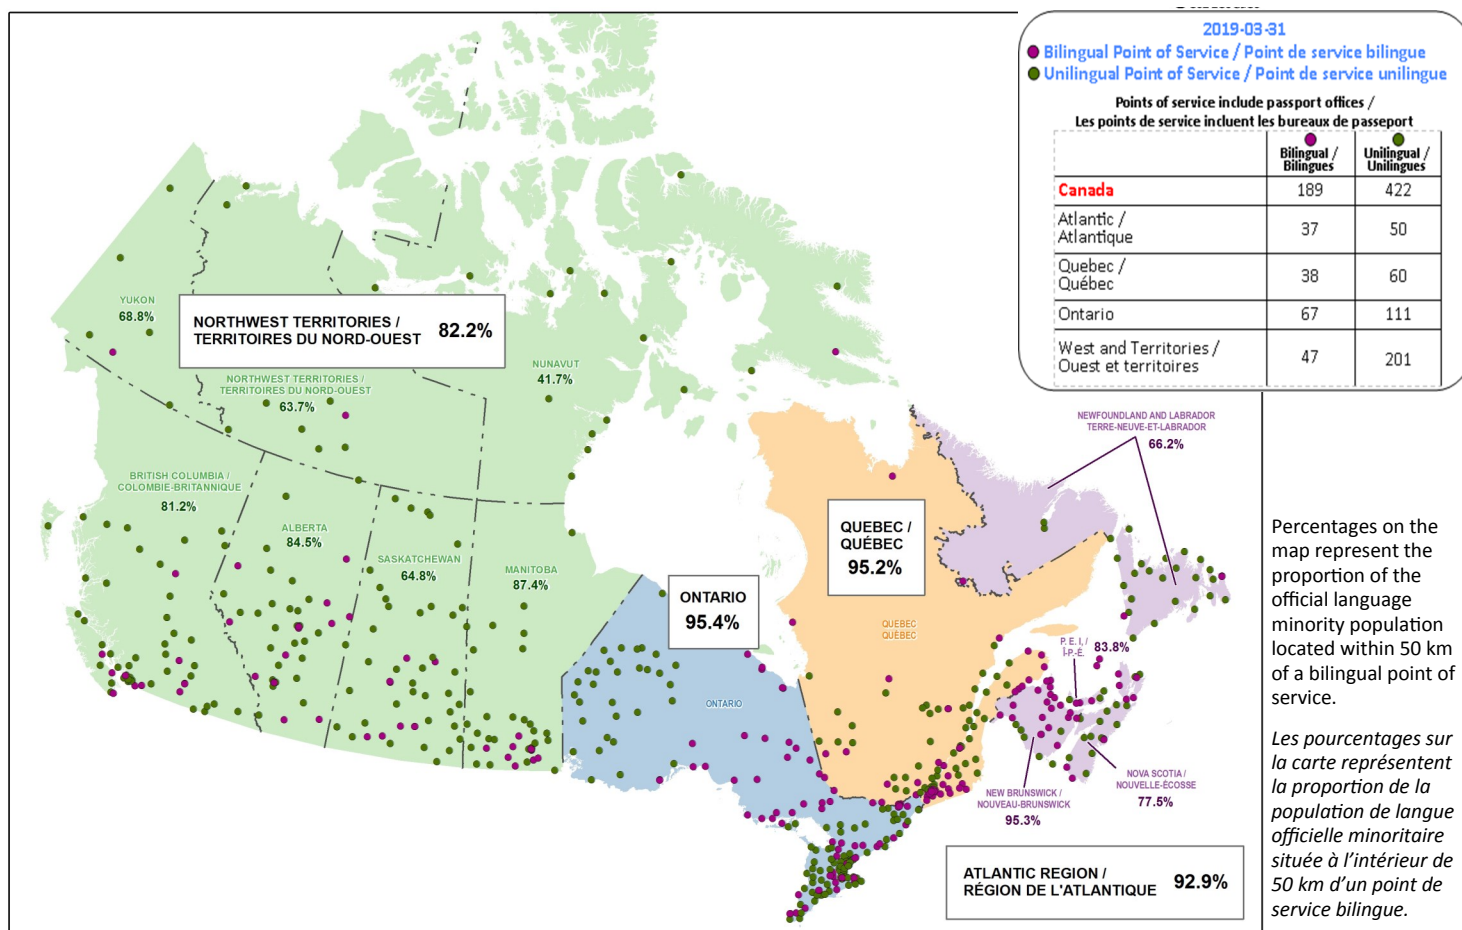 2019-03-31
Bilingual Point of Service / Point de service bilingue
Unilingual Point of Service / Point de service unilingue
Points of service include passport offices /
Les points de service incluent les bureaux de passeport
Bilingual / Unilingual /
Bilingues Unilingues
Canada 189 422
Atlantic /
Atlantique 37 50
Quebec /
Québec 38 60
Ontario 67 111
West and Territories /
Ouest et territoires 47 201
YUKON
68.8%
NORTHWEST TERRITORIES /
TERRITOIRES DU NORD-OUEST 82.2%
NORTHWEST TERRITORIES /
TERRITOIRES DU NORD-OUEST
63.7%
NUNAVUT
41.7%
BRITISH COLUMBIA /
COLOMBIE-BRITANNIQUE
81.2%
ALBERTA
84.5%
SASKATCHEWAN
64.8%
MANITOBA
87.4%
ONTARIO
95.4%
ONTARIO
QUEBEC /
QUÉBEC
95.2%
QUEBEC
QUÉBEC
NEWFOUNDLAND AND LABRADOR
TERRE-NEUVE-ET-LABRADOR
66.2%
P. E. I. /
Î.-P.-É.
83.8%
NOVA SCOTIA /
NOUVELLE-ÉCOSSE
77.5%
NEW BRUNSWICK /
NOUVEAU-BRUNSWICK
95.3%
ATLANTIC REGION /
RÉGION DE L'ATLANTIQUE 92.9%
Percentages on the
map represent the
proportion of the
official language
minority population
located within 50 km
of a bilingual point of
service.
Les pourcentages sur
la carte représentent
la proportion de la
population de langue
officielle minoritaire
située à l'intérieur de
50 km d'un point de
service bilingue.